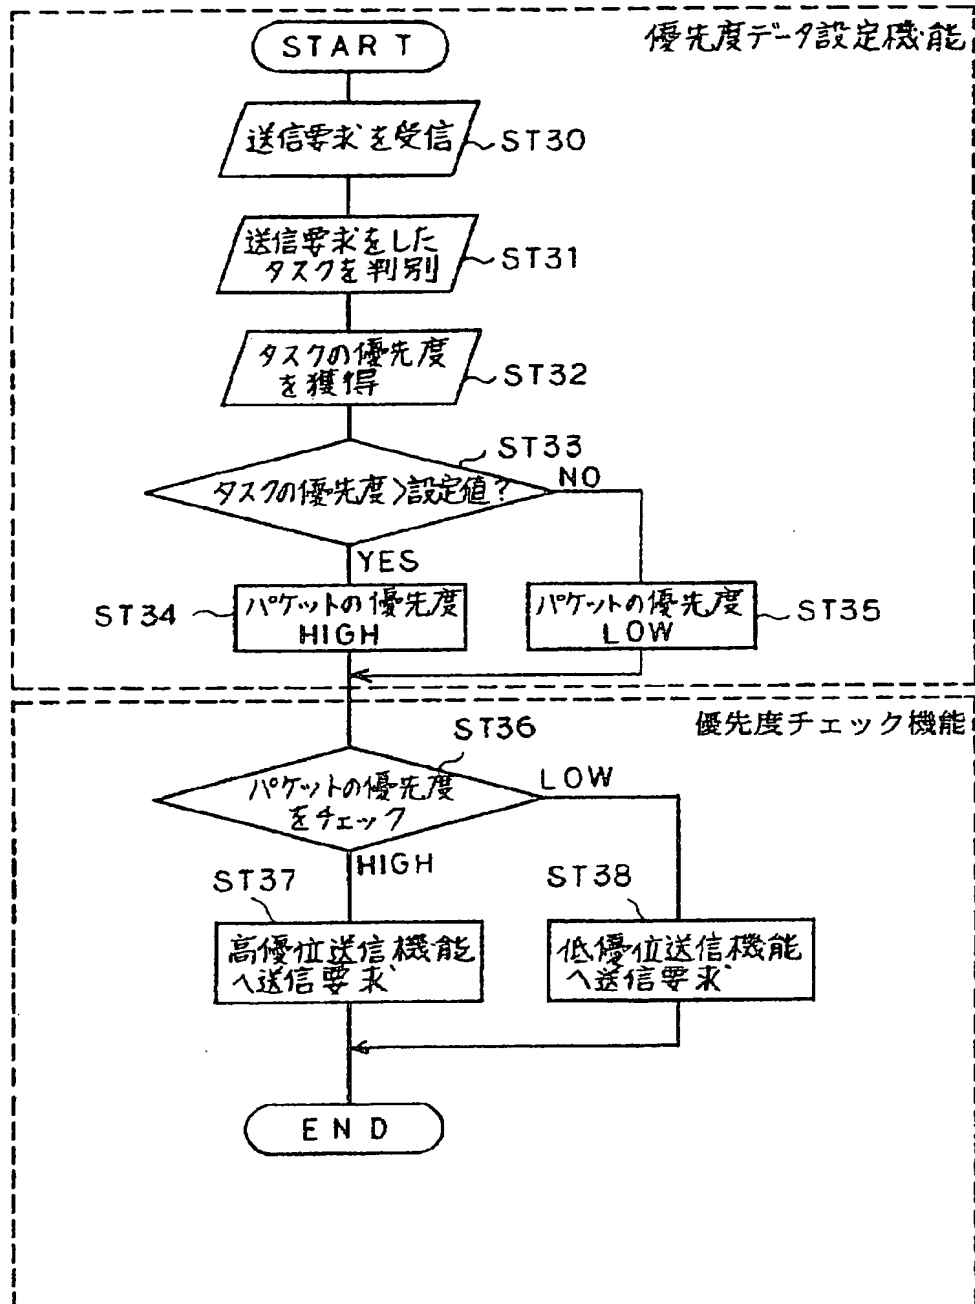 優先度データ設定機能
START
送信要求を受信
ST30
送信要求をした
タスクを判別
ST31
タスクの優先度
を獲得
ST32
ST33
タスクの優先度>設定値?
NO
YES
ST34
パケットの優先度
HIGH
パケットの優先度
LOW
ST35
優先度チェック機能
ST36
パケットの優先度
をチェック
LOW
HIGH
ST37
高優位送信機能
へ送信要求
ST38
低優位送信機能
へ送信要求
END